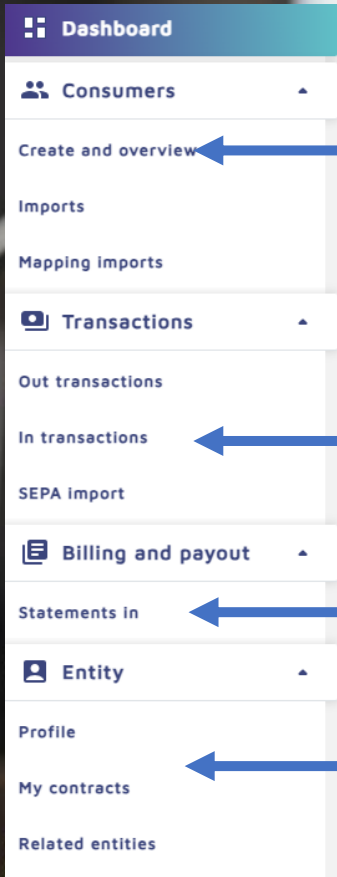 Dashboard
Consumers
Create and overview
Imports
Mapping imports
Transactions
Out transactions
In transactions
SEPA import
Billing and payout
Statements in
Entity
Profile
My contracts
Related entities